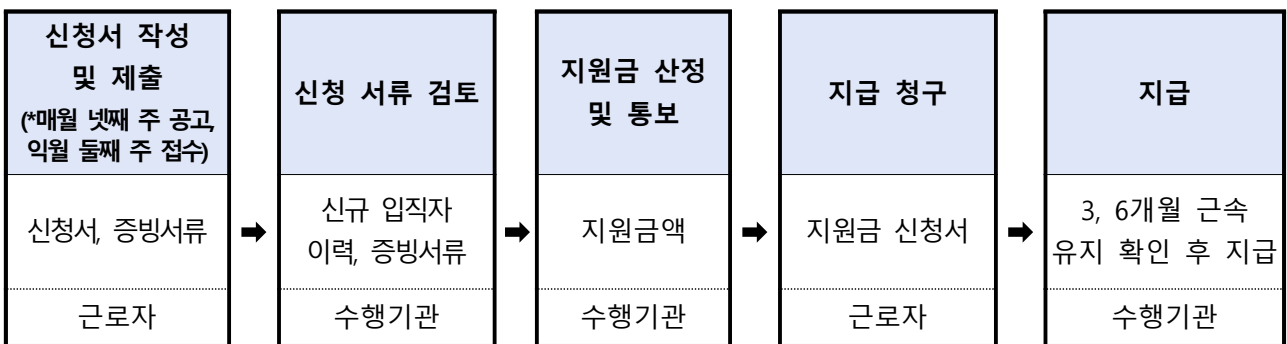 신청서 작성
및 제출
(*매월 넷째 주 공고,
익월 둘째 주 접수)
신청서, 증빙서류
근로자
신청 서류 검토
신규 입직자
이력, 증빙서류
수행기관
지원금 산정
및 통보
지원금액
수행기관
지급 청구
지원금 신청서
근로자
지급
3, 6개월 근속
유지 확인 후 지급
수행기관